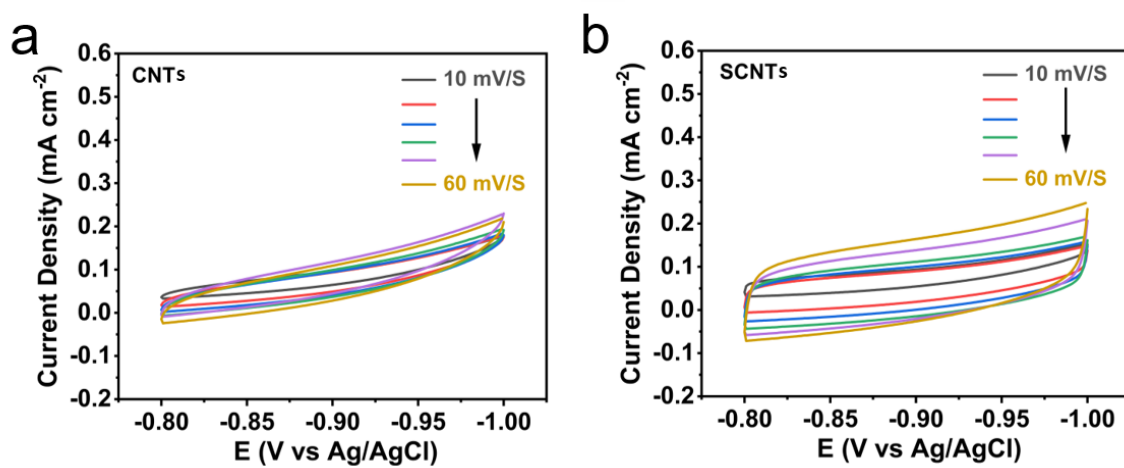 a
CNTs
10 mV/S
60 mV/S
Current Density (mA cm-2)
0.6
0.5
0.4
0.3
0.2
0.1
0.0
-0.1
-0.2
-0.80
-0.85
-0.90
-0.95
-1.00
E (V vs Ag/AgCl)
b
SCNTs
10 mV/S
60 mV/S
Current Density (mA cm-2)
0.6
0.5
0.4
0.3
0.2
0.1
0.0
-0.1
-0.2
-0.80
-0.85
-0.90
-0.95
-1.00
E (V vs Ag/AgCl)